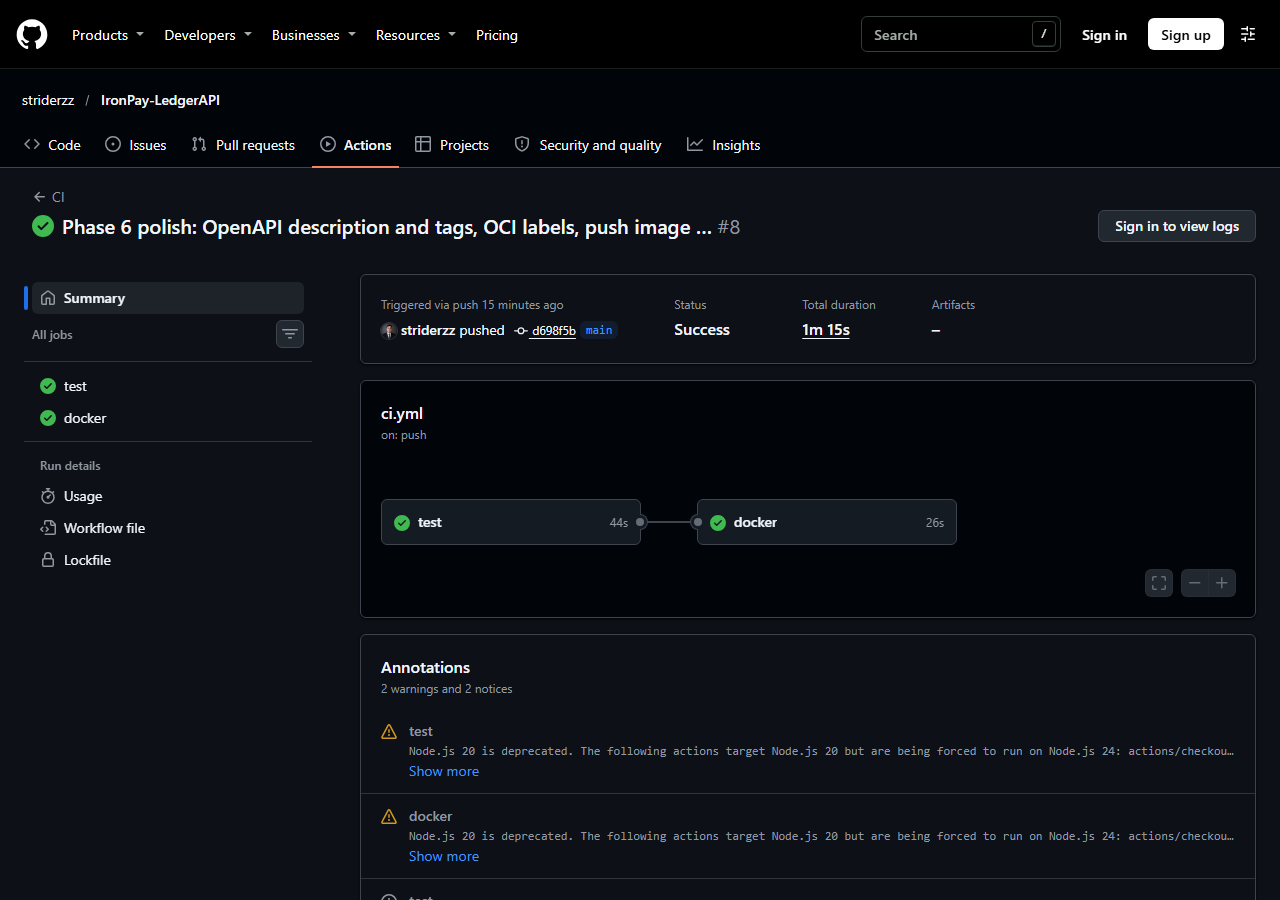 Products Developers Businesses Resources Pricing Search / Sign in Sign up
striderzz / IronPay-LedgerAPI
Code Issues Pull requests Actions Projects Security and quality Insights
CI
Phase 6 polish: OpenAPI description and tags, OCI labels, push image ... #8
Sign in to view logs
Summary
All jobs
test
docker
Run details
Usage
Workflow file
Lockfile
Triggered via push 15 minutes ago
striderzz pushed d698f5b main
Status
Success
Total duration
1m 15s
Artifacts
–
ci.yml
on: push
test 44s
docker 26s
Annotations
2 warnings and 2 notices
test
Node.js 20 is deprecated. The following actions target Node.js 20 but are being forced to run on Node.js 24: actions/checkou…
Show more
docker
Node.js 20 is deprecated. The following actions target Node.js 20 but are being forced to run on Node.js 24: actions/checkou…
Show more